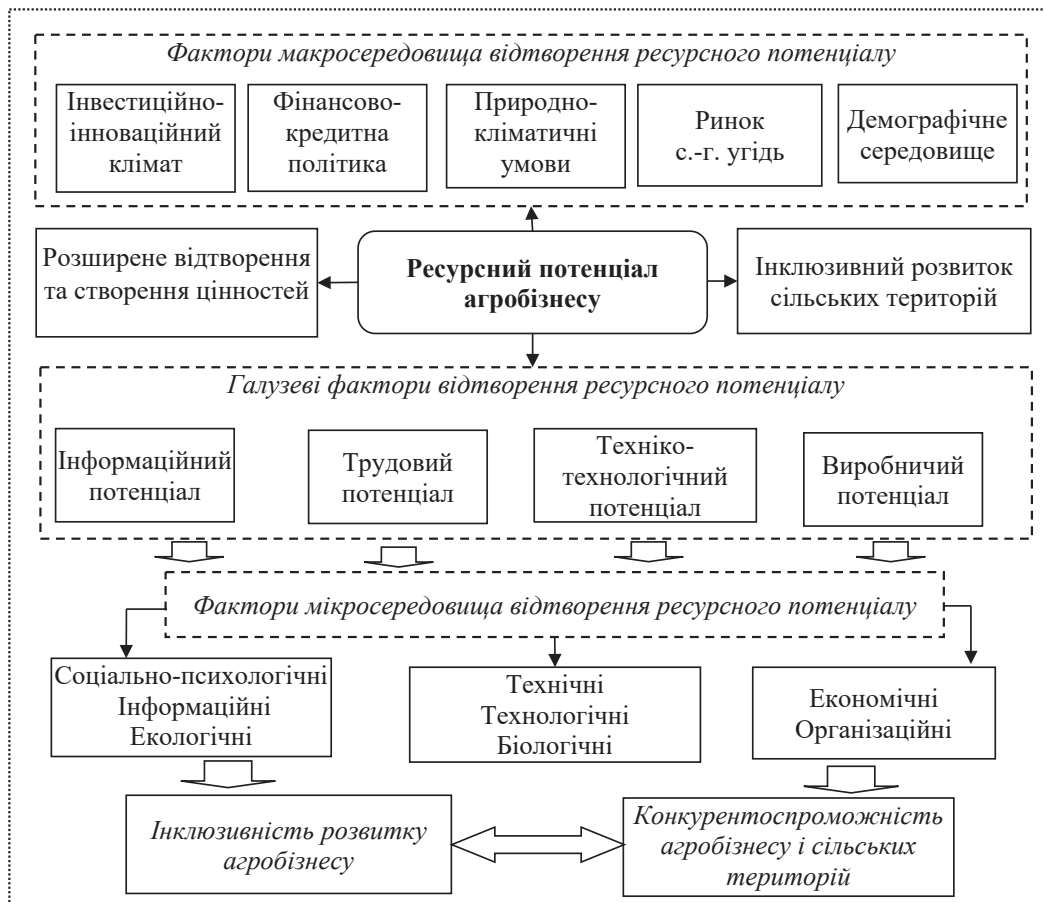 Фактори макросередовища відтворення ресурсного потенціалу
Інвестиційно-
інноваційний
клімат
Фінансово-
кредитна
політика
Природно-
кліматичні
умови
Ринок
с.-г. угідь
Демографічне
середовище
Розширене відтворення
та створення цінностей
Ресурсний потенціал
агробізнесу
Інклюзивний розвиток
сільських територій
Галузеві фактори відтворення ресурсного потенціалу
Інформаційний
потенціал
Трудовий
потенціал
Техніко-
технологічний
потенціал
Виробничий
потенціал
Фактори мікросередовища відтворення ресурсного потенціалу
Соціально-психологічні
Інформаційні
Екологічні
Технічні
Технологічні
Біологічні
Економічні
Організаційні
Інклюзивність розвитку
агробізнесу
Конкурентоспроможність
агробізнесу і сільських
територій